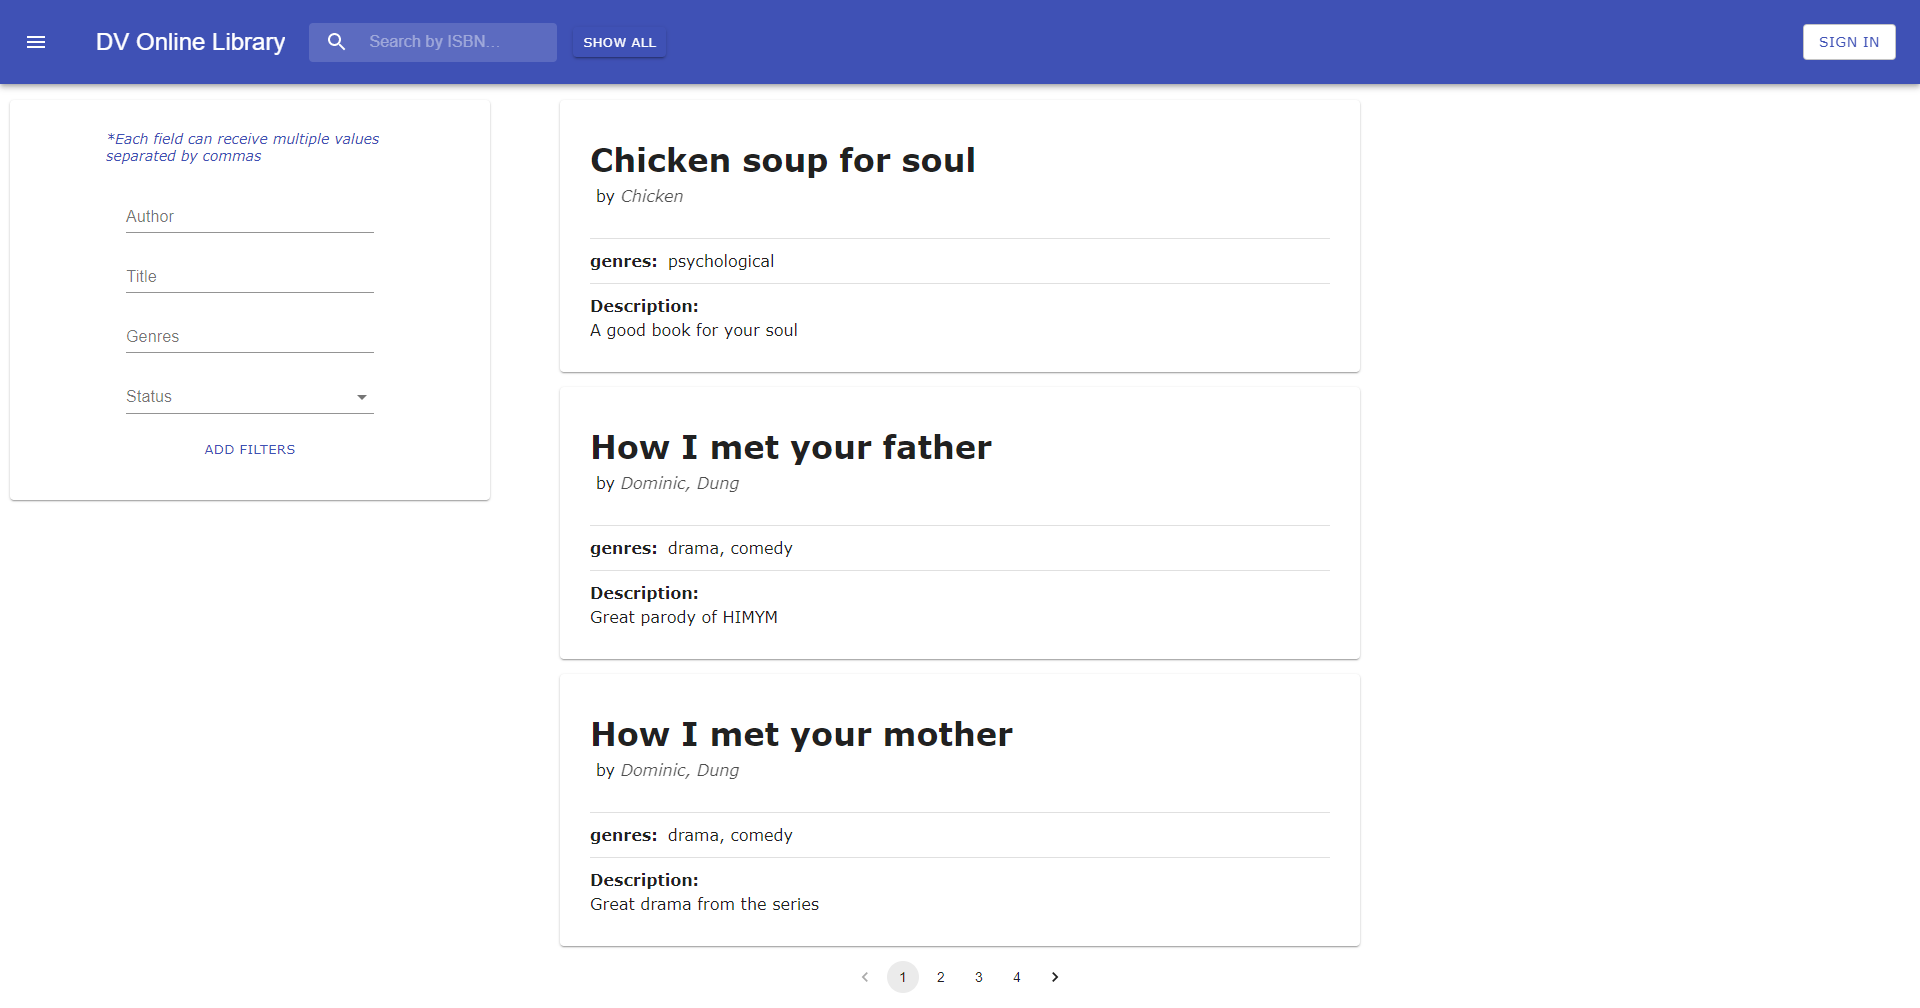 DV Online Library
Search by ISBN...
SHOW ALL
SIGN IN
*Each field can receive multiple values
separated by commas
Author
Title
Genres
Status
ADD FILTERS
Chicken soup for soul
by Chicken
genres: psychological
Description:
A good book for your soul
How I met your father
by Dominic, Dung
genres: drama, comedy
Description:
Great parody of HIMYM
How I met your mother
by Dominic, Dung
genres: drama, comedy
Description:
Great drama from the series
1 2 3 4